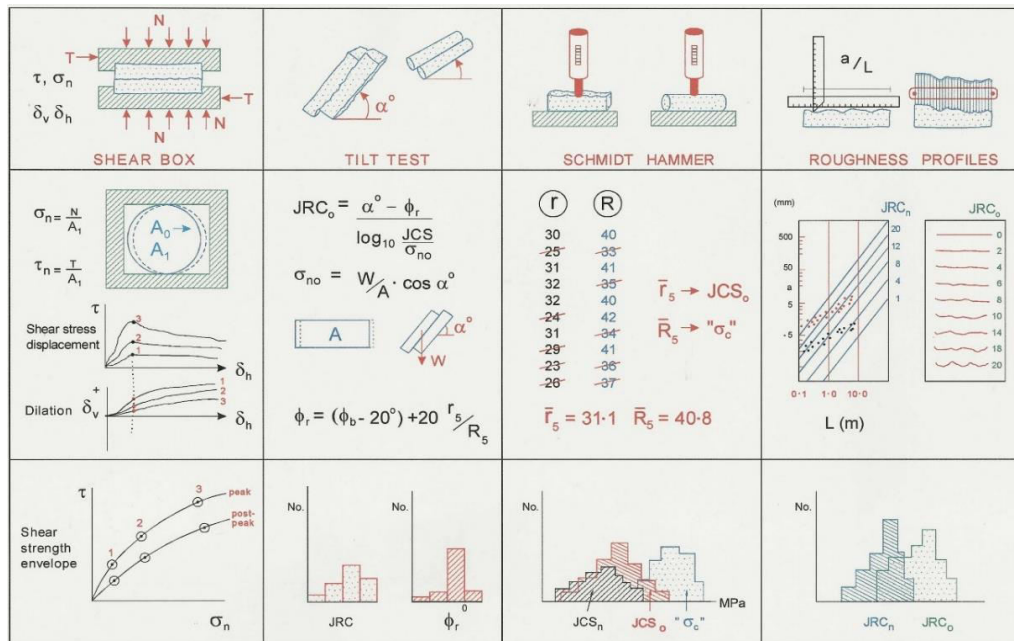 N
T
τ, σn
δv δh
T
N
N
SHEAR BOX
α°
TILT TEST
SCHMIDT HAMMER
a/L
ROUGHNESS PROFILES
σn = N/A1
τn = T/A1
A0
A1
τ
Shear stress
displacement
3
2
1
δh
Dilation
+
δv
1
2
3
δh
JRCo = α° − ϕr / log10 JCS/σno
σno = W/A · cos α°
A
α°
W
ϕr = (ϕb - 20°) +20 r5/R5
r R
30 40
25 33
31 41
32 35
32 40
24 42
31 34
29 41
23 36
26 37
r̄5 → JCSo
R̄5 → "σc"
r̄5 = 31·1 R̄5 = 40·8
(mm)
JRCn
JRCo
500
50
a
5
·5
20
12
8
4
1
0·1 1·0 10·0
L (m)
0
2
4
6
8
10
14
18
20
τ
Shear
strength
envelope
1
2
3
peak
post-
peak
σn
No.
JRC
No.
0
ϕr
No.
MPa
JCSn
JCSo
"σc"
No.
JRCn
JRCo